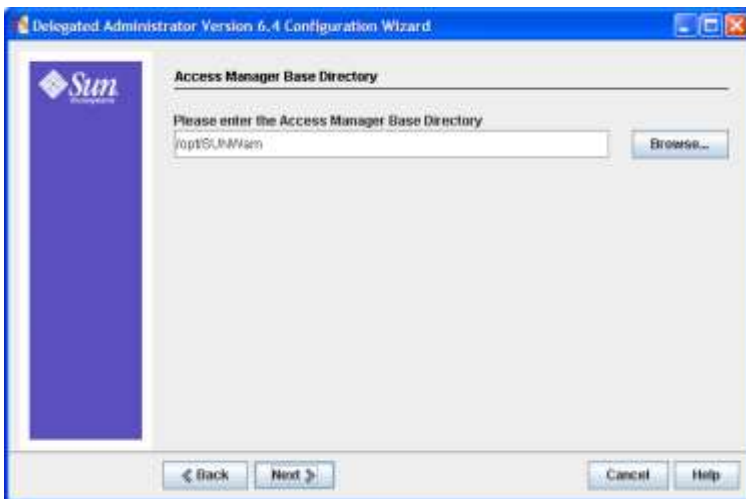 Delegated Administrator Version 6.4 Configuration Wizard
Sun
Access Manager Base Directory
Please enter the Access Manager Base Directory
/opt/SUNWam
Browse...
Back
Next
Cancel
Help